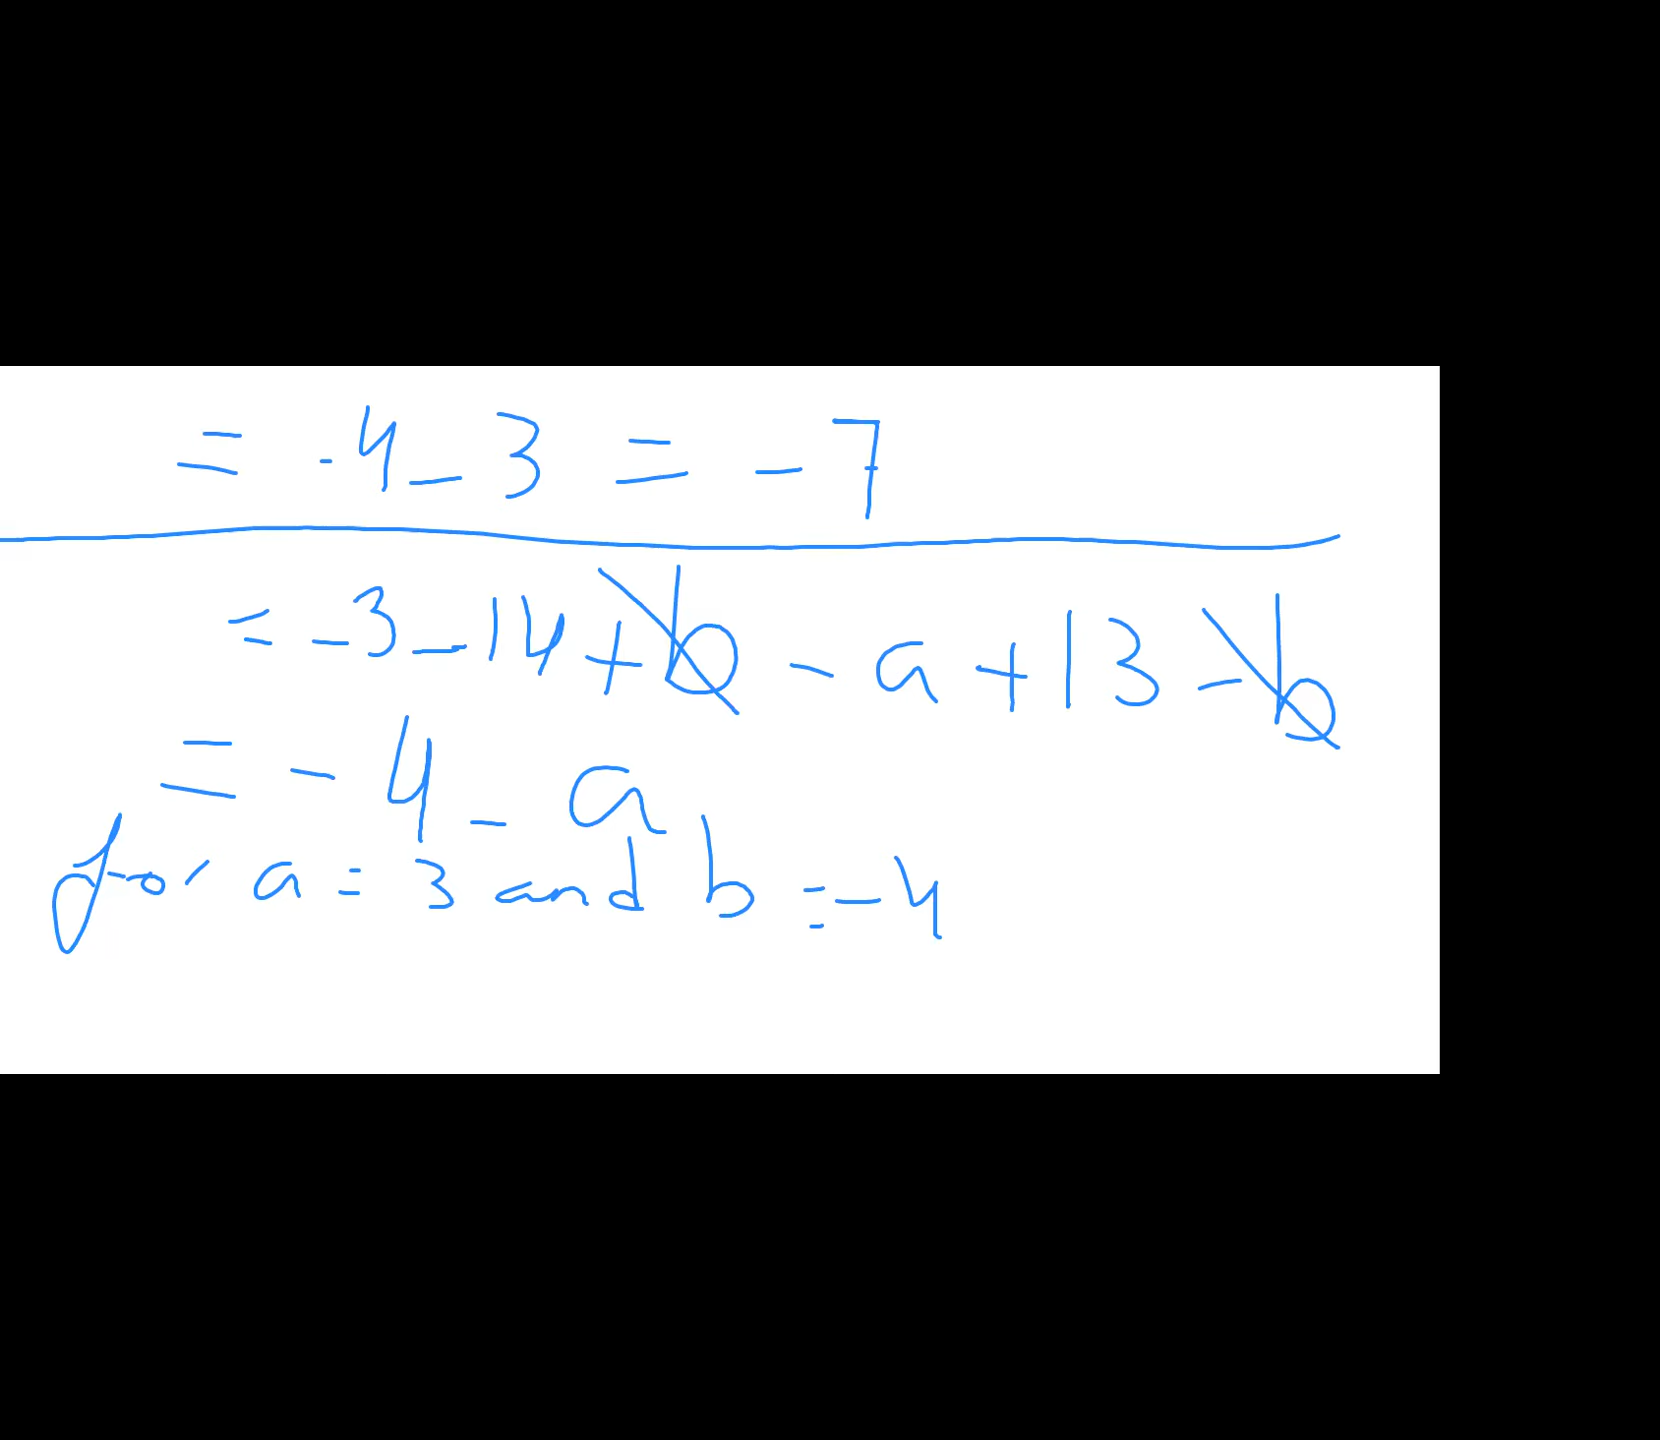 = -4 - 3 = -7
= -3 - 14 + b - a + 13 - b
= -4 - a
for a = 3 and b = -4